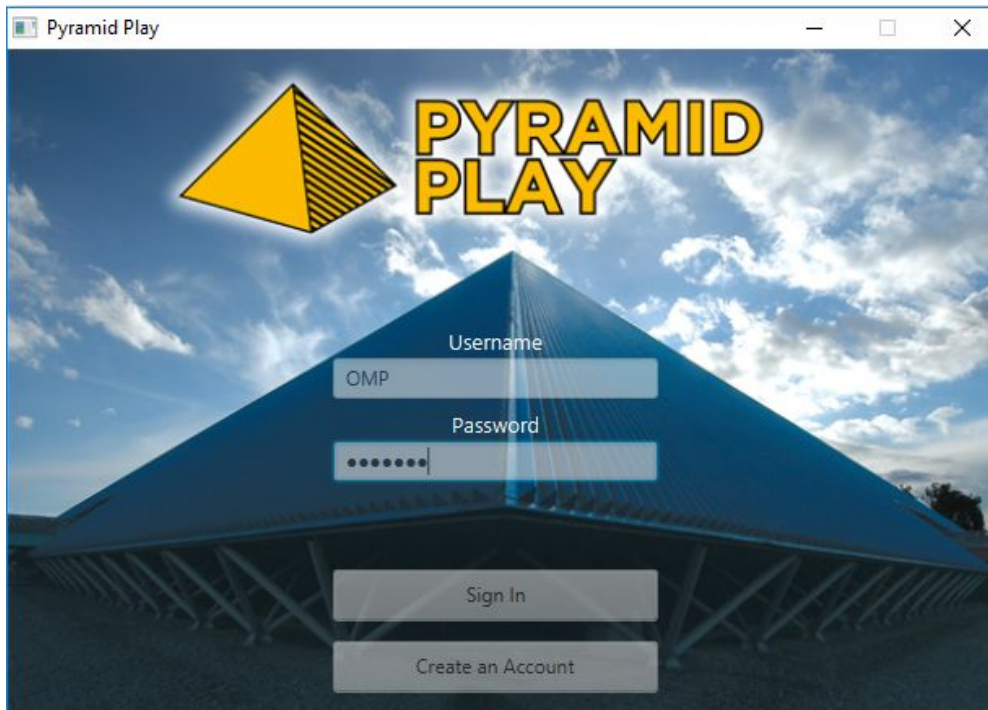 Pyramid Play
PYRAMID
PLAY
Username
OMP
Password
•••••••
Sign In
Create an Account